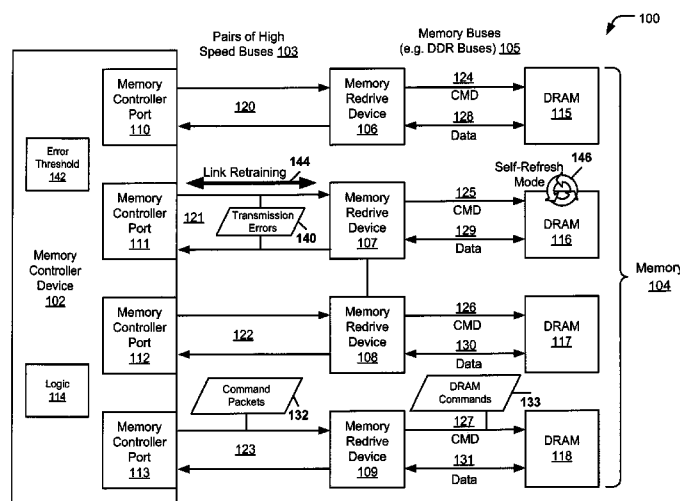 100
Pairs of High
Speed Buses 103
Memory Buses
(e.g. DDR Buses) 105
Memory
Controller
Port
110
120
Memory
Redrive
Device
106
124
CMD
128
Data
DRAM
115
Error
Threshold
142
Link Retraining
144
Self-Refresh
Mode
146
Memory
Controller
Port
111
121
Transmission
Errors
140
Memory
Redrive
Device
107
125
CMD
129
Data
DRAM
116
Memory
Controller
Device
102
Memory
104
Memory
Controller
Port
112
122
Memory
Redrive
Device
108
126
CMD
130
Data
DRAM
117
Logic
114
Command
Packets
132
DRAM
Commands
133
Memory
Controller
Port
113
123
Memory
Redrive
Device
109
127
CMD
131
Data
DRAM
118